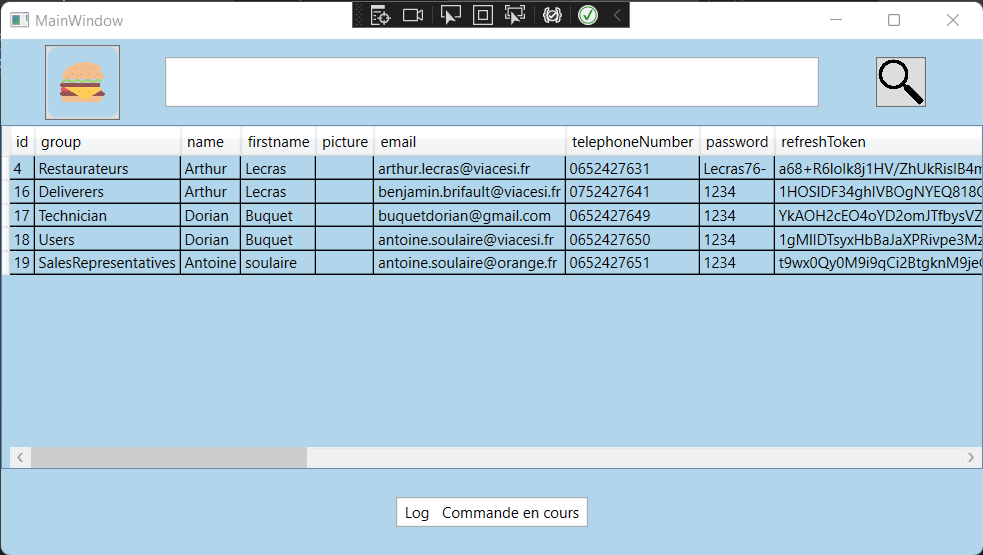 MainWindow
id group name firstname picture email telephoneNumber password refreshToken
4 Restaurateurs Arthur Lecras arthur.lecras@viacesi.fr 0652427631 Lecras76-
16 Deliverers Arthur Lecras benjamin.brifault@viacesi.fr 0752427641 1234
17 Technician Dorian Buquet buquetdorian@gmail.com 0652427649 1234
18 Users Dorian Buquet antoine.soulaire@viacesi.fr 0652427650 1234
19 SalesRepresentatives Antoine soulaire antoine.soulaire@orange.fr 0652427651 1234
Log Commande en cours